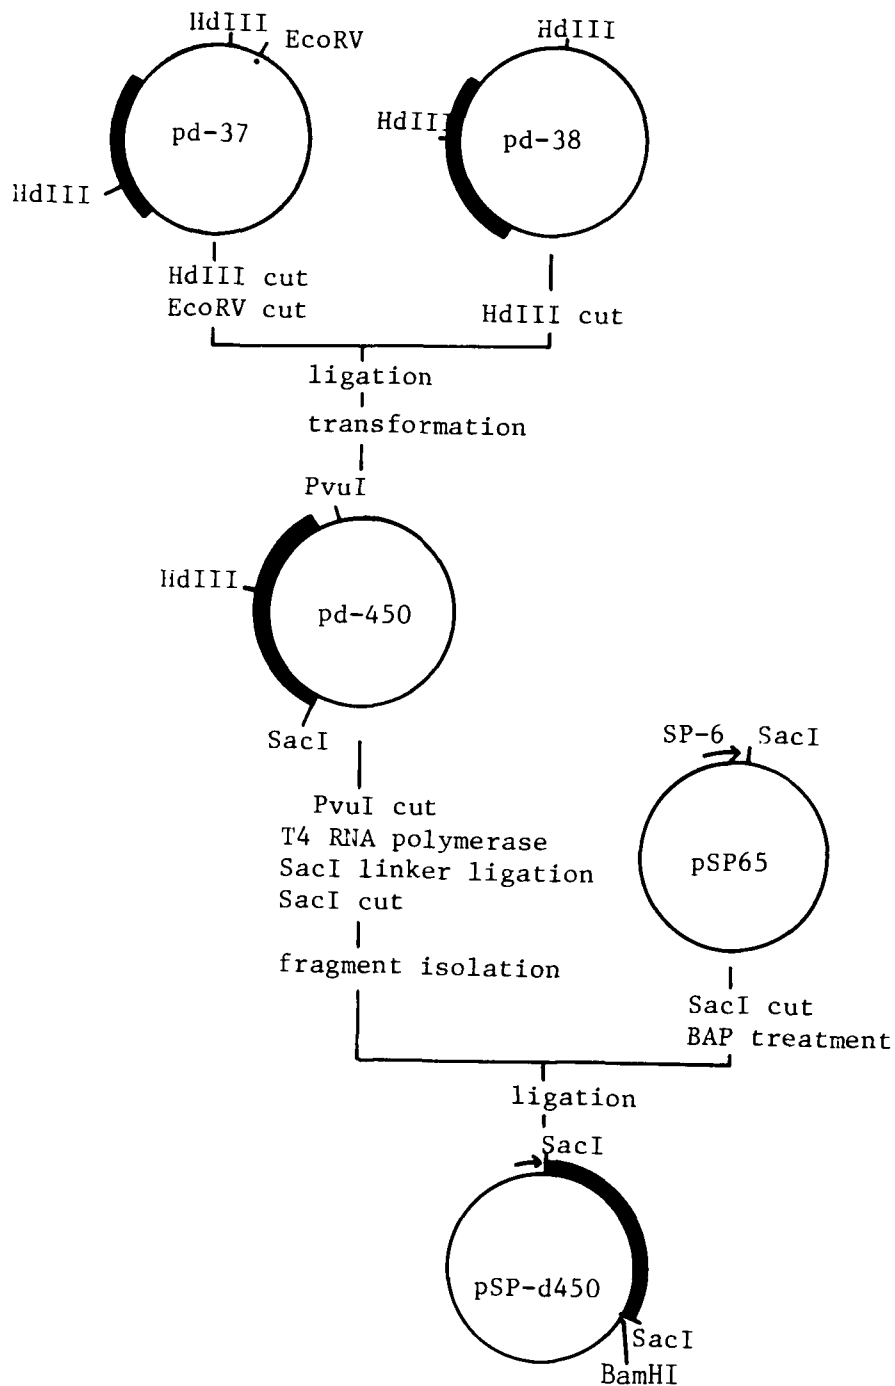 HdIII
EcoRV
pd-37
HdIII
HdIII cut
EcoRV cut
HdIII
HdIII
pd-38
HdIII cut
ligation
transformation
PvuI
HdIII
pd-450
SacI
PvuI cut
T4 RNA polymerase
SacI linker ligation
SacI cut
fragment isolation
SP-6
SacI
pSP65
SacI cut
BAP treatment
ligation
SacI
pSP-d450
SacI
BamHI